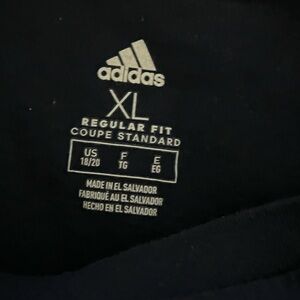 adidas
XL
REGULAR FIT
COUPE STANDARD
US F E
18/20 TG EG
MADE IN EL SALVADOR
FABRIQUÉ AU EL SALVADOR
HECHO EN EL SALVADOR